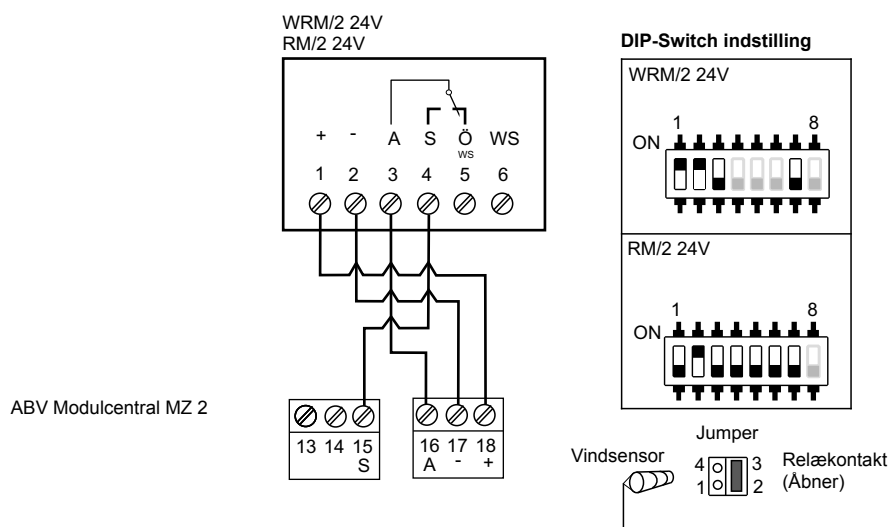 WRM/2 24V
RM/2 24V
+ - A S Ö WS
WS
1 2 3 4 5 6
ABV Modulcentral MZ 2
13 14 15
S
16 17 18
A - +
DIP-Switch indstilling
WRM/2 24V
1 8
ON
RM/2 24V
1 8
ON
Jumper
Vindsensor
4 3
1 2
Relækontakt
(Åbner)